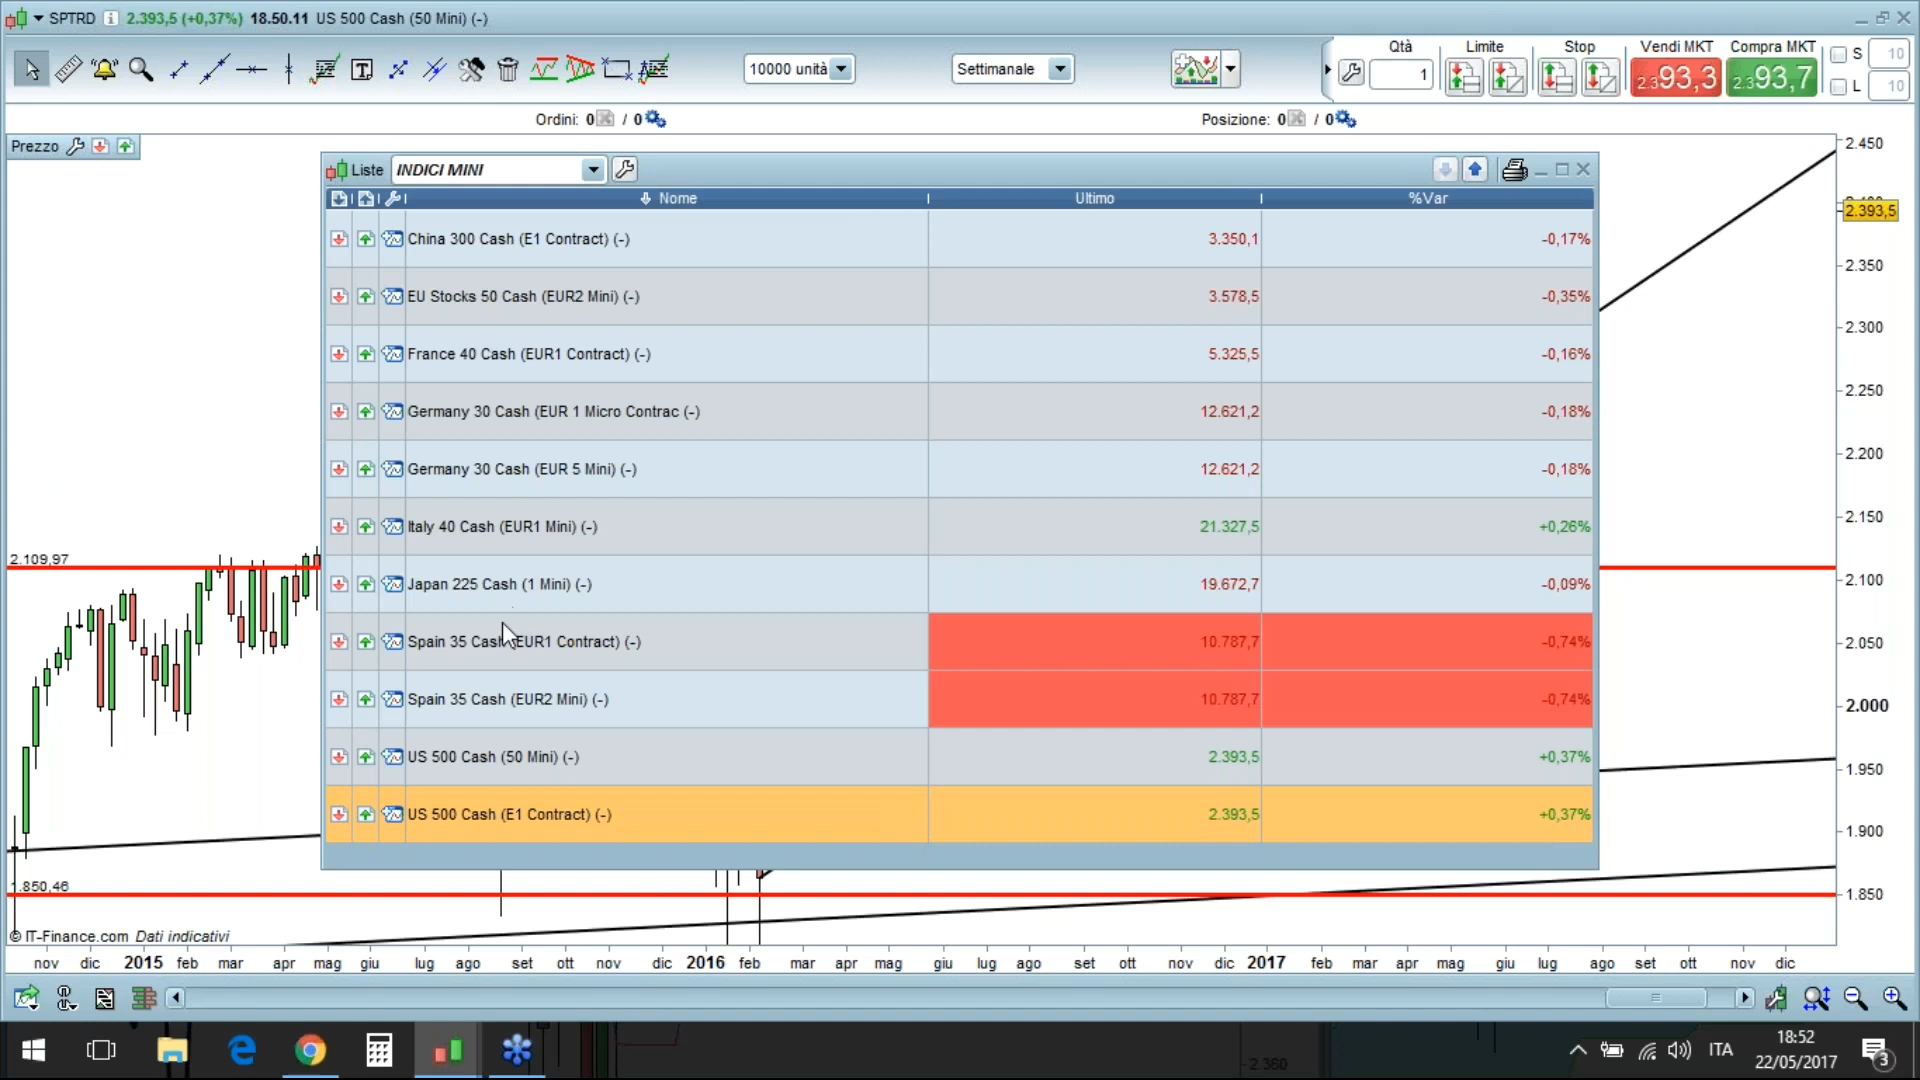 SPTRD 2.393,5 (+0,37%) 18.50.11 US 500 Cash (50 Mini) (-)
10000 unità
Settimanale
Qtà
1
Limite
Stop
Vendi MKT
2.393,3
Compra MKT
2.393,7
S 10
L 10
Ordini: 0 / 0
Posizione: 0 / 0
Prezzo
Liste INDICI MINI
Nome Ultimo %Var
China 300 Cash (E1 Contract) (-) 3.350,1 -0,17%
EU Stocks 50 Cash (EUR2 Mini) (-) 3.578,5 -0,35%
France 40 Cash (EUR1 Contract) (-) 5.325,5 -0,16%
Germany 30 Cash (EUR 1 Micro Contrac (-) 12.621,2 -0,18%
Germany 30 Cash (EUR 5 Mini) (-) 12.621,2 -0,18%
Italy 40 Cash (EUR1 Mini) (-) 21.327,5 +0,26%
Japan 225 Cash (1 Mini) (-) 19.672,7 -0,09%
Spain 35 Cash (EUR1 Contract) (-) 10.787,7 -0,74%
Spain 35 Cash (EUR2 Mini) (-) 10.787,7 -0,74%
US 500 Cash (50 Mini) (-) 2.393,5 +0,37%
US 500 Cash (E1 Contract) (-) 2.393,5 +0,37%
2.450
2.393,5
2.350
2.300
2.250
2.200
2.150
2.100
2.050
2.000
1.950
1.900
1.850
2.109,97
1.850,46
© IT-Finance.com Dati indicativi
nov dic 2015 feb mar apr mag giu lug ago set ott nov dic 2016 feb mar apr mag giu lug ago set ott nov dic 2017 feb mar apr mag giu lug ago set ott nov dic
2.380
ITA
18:52
22/05/2017
3